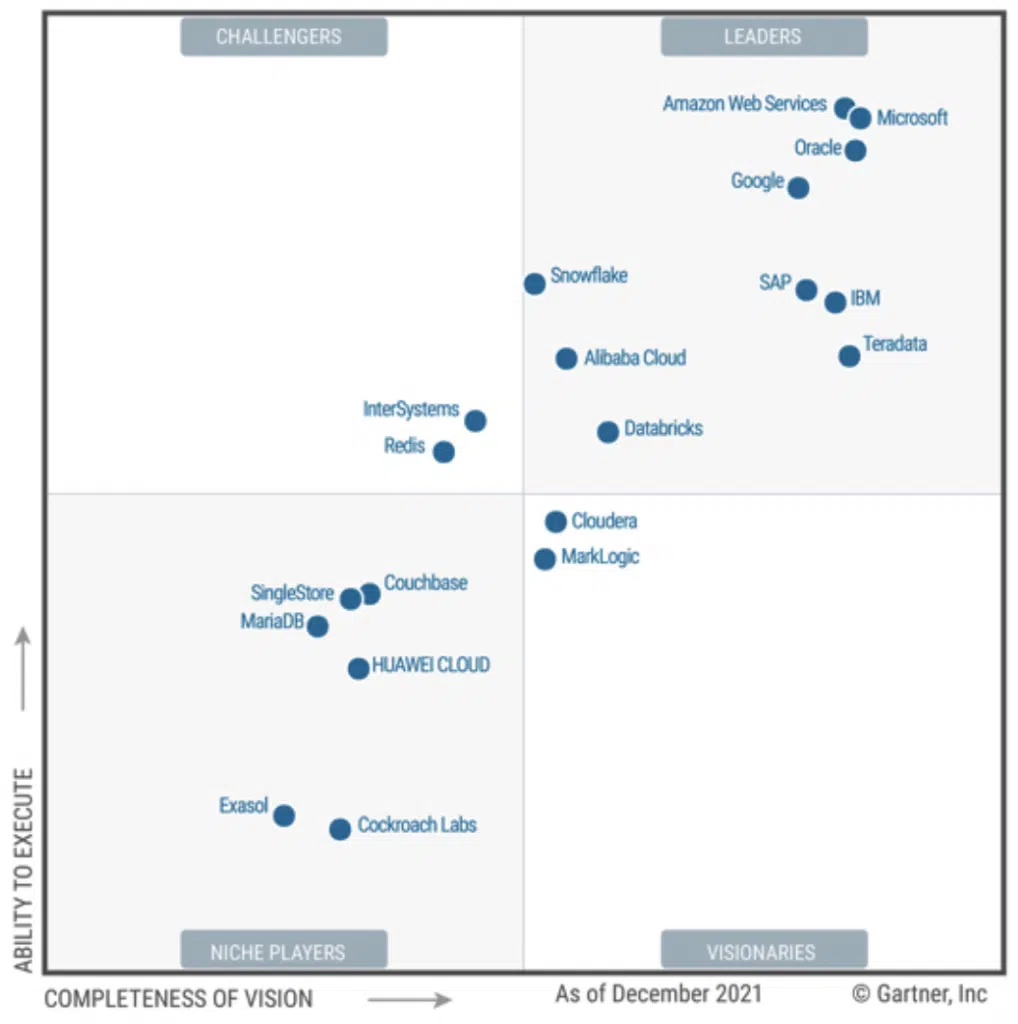 CHALLENGERS
LEADERS
Amazon Web Services
Microsoft
Oracle
Google
Snowflake
SAP
IBM
Teradata
Alibaba Cloud
InterSystems
Databricks
Redis
Cloudera
MarkLogic
Couchbase
SingleStore
MariaDB
HUAWEI CLOUD
Exasol
Cockroach Labs
ABILITY TO EXECUTE
NICHE PLAYERS
VISIONARIES
COMPLETENESS OF VISION
As of December 2021
© Gartner, Inc